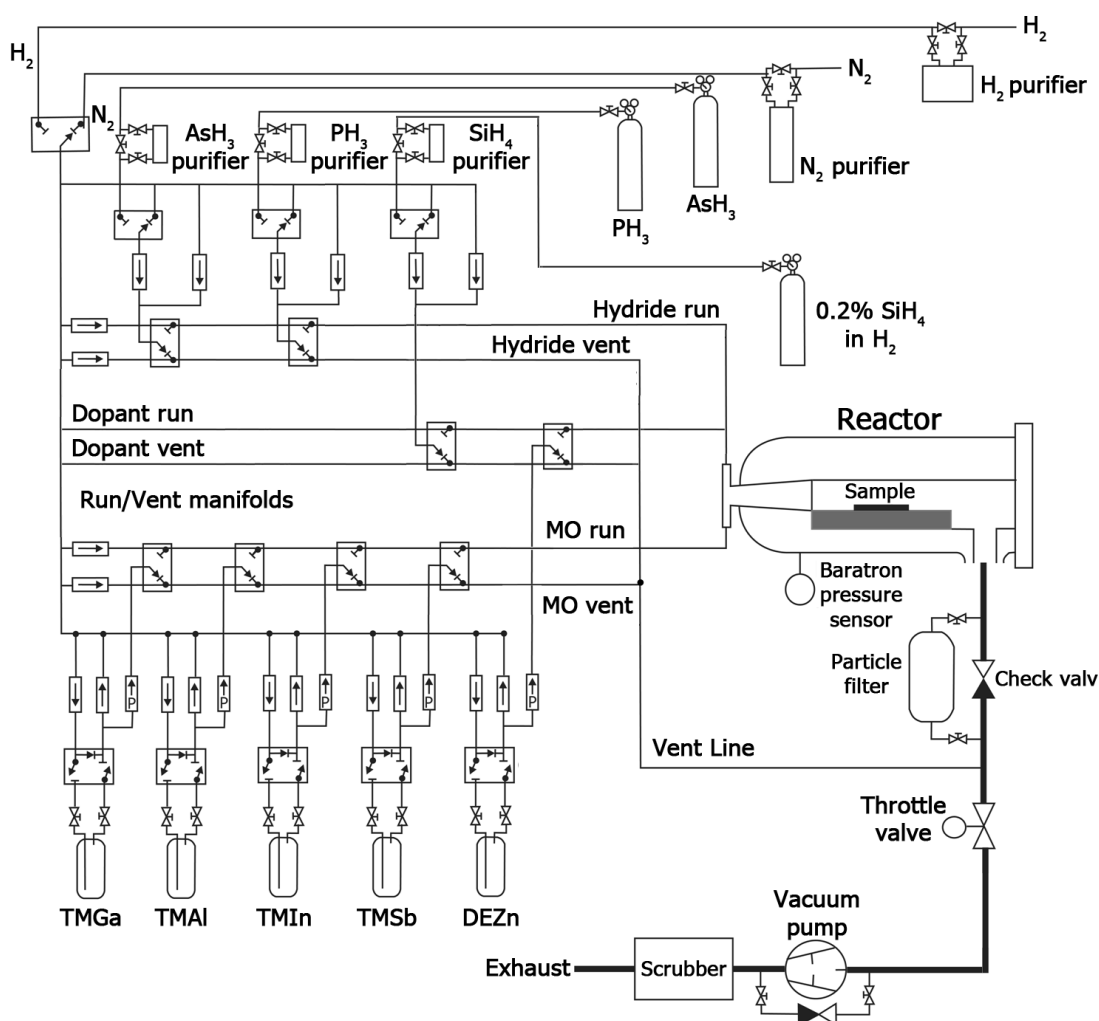 H₂
H₂
N₂
H₂ purifier
N₂
AsH₃
purifier
PH₃
purifier
SiH₄
purifier
N₂ purifier
AsH₃
PH₃
0.2% SiH₄
in H₂
Hydride run
Hydride vent
Dopant run
Dopant vent
Run/Vent manifolds
Reactor
Sample
MO run
MO vent
Baratron
pressure
sensor
Particle
filter
Check valv
Vent Line
Throttle
valve
P
P
P
P
P
TMGa
TMAl
TMIn
TMSb
DEZn
Vacuum
pump
Exhaust
Scrubber